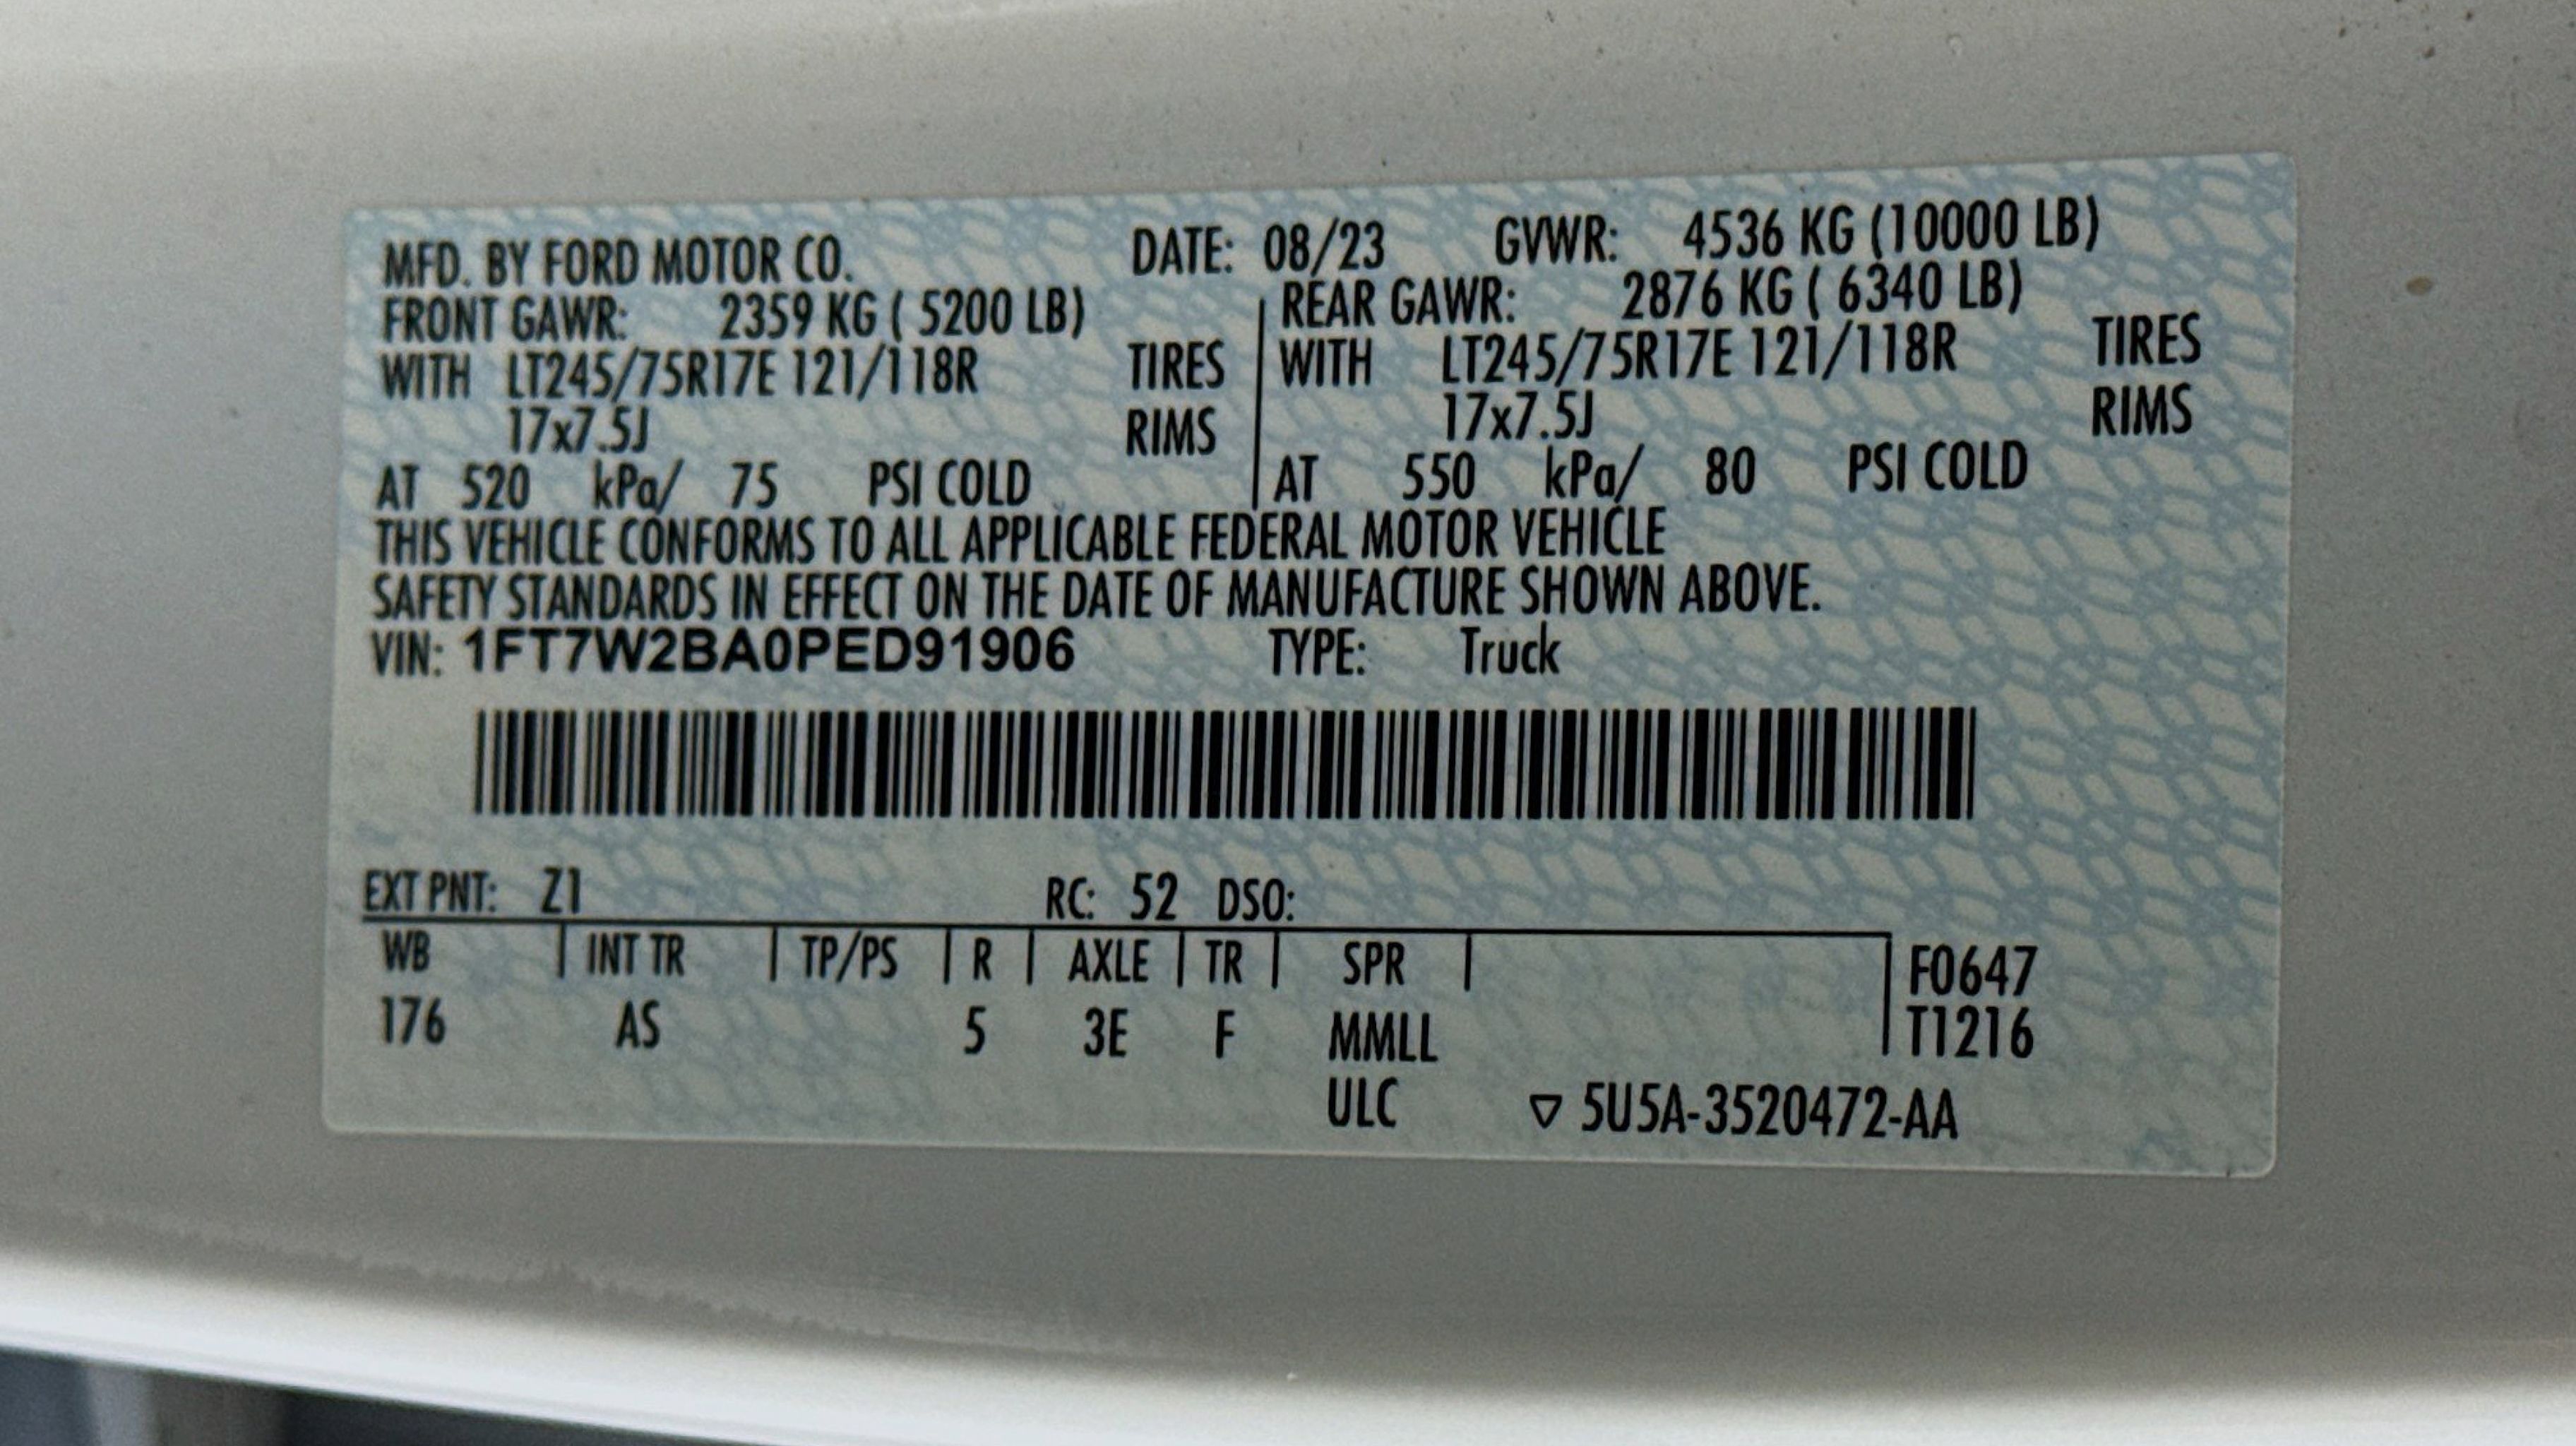 MFD. BY FORD MOTOR CO. DATE: 08/23 GVWR: 4536 KG (10000 LB)
FRONT GAWR: 2359 KG ( 5200 LB) REAR GAWR: 2876 KG ( 6340 LB)
WITH LT245/75R17E 121/118R TIRES WITH LT245/75R17E 121/118R TIRES
17x7.5J RIMS 17x7.5J RIMS
AT 520 kPa/ 75 PSI COLD AT 550 kPa/ 80 PSI COLD
THIS VEHICLE CONFORMS TO ALL APPLICABLE FEDERAL MOTOR VEHICLE
SAFETY STANDARDS IN EFFECT ON THE DATE OF MANUFACTURE SHOWN ABOVE.
VIN: 1FT7W2BA0PED91906 TYPE: Truck
EXT PNT: Z1 RC: 52 DSO:
WB | INT TR | TP/PS | R | AXLE | TR | SPR | F0647
176 AS 5 3E F MMLL T1216
ULC ▽ 5U5A-3520472-AA